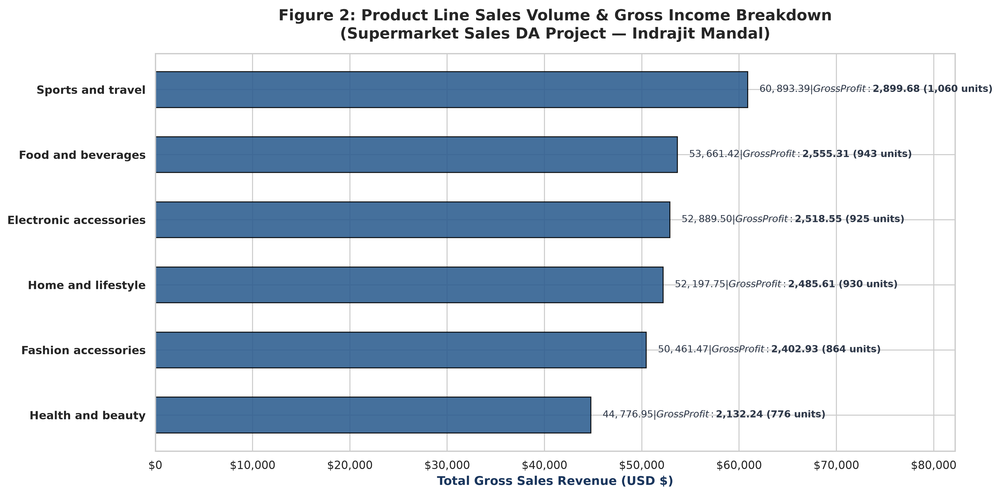 Figure 2: Product Line Sales Volume & Gross Income Breakdown
(Supermarket Sales DA Project — Indrajit Mandal)
Sports and travel
60,893.39|GrossProfit:2,899.68 (1,060 units)
Food and beverages
53,661.42|GrossProfit:2,555.31 (943 units)
Electronic accessories
52,889.50|GrossProfit:2,518.55 (925 units)
Home and lifestyle
52,197.75|GrossProfit:2,485.61 (930 units)
Fashion accessories
50,461.47|GrossProfit:2,402.93 (864 units)
Health and beauty
44,776.95|GrossProfit:2,132.24 (776 units)
$0 $10,000 $20,000 $30,000 $40,000 $50,000 $60,000 $70,000 $80,000
Total Gross Sales Revenue (USD $)